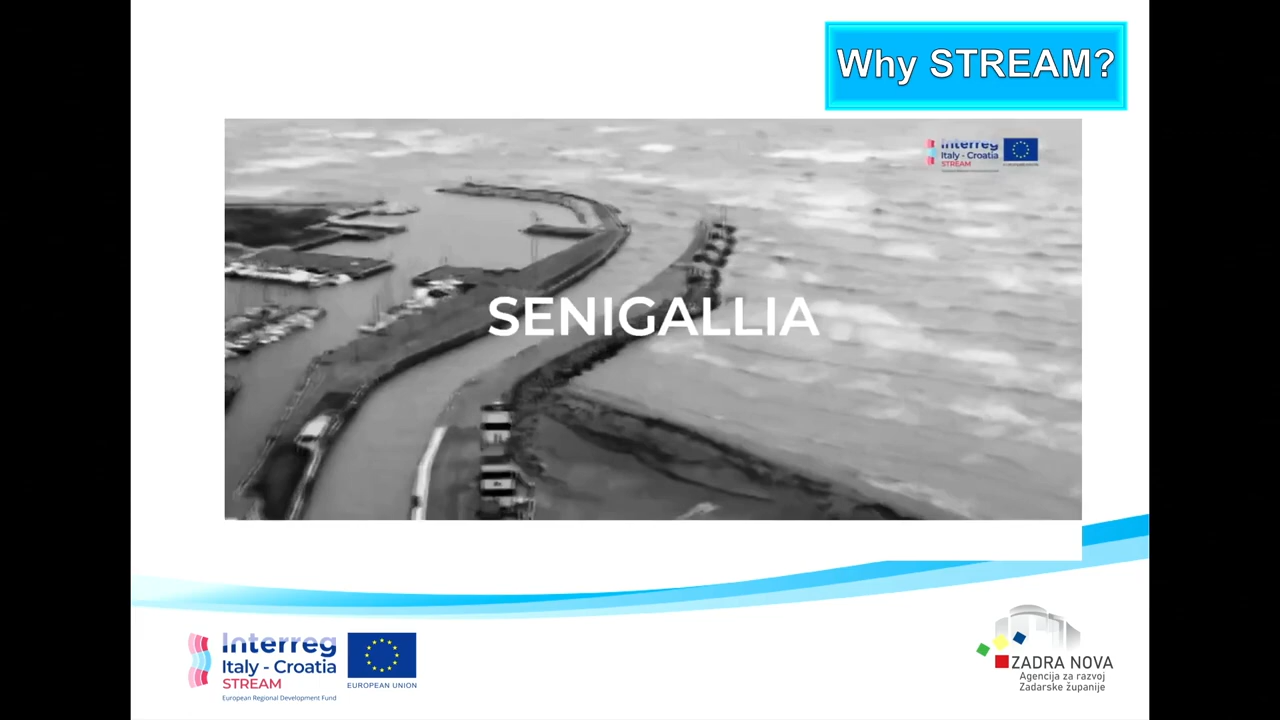 Why STREAM?
Interreg
Italy - Croatia
STREAM
SENIGALLIA
Interreg
Italy - Croatia
STREAM
European Regional Development Fund
EUROPEAN UNION
ZADRA NOVA
Agencija za razvoj
Zadarske županije